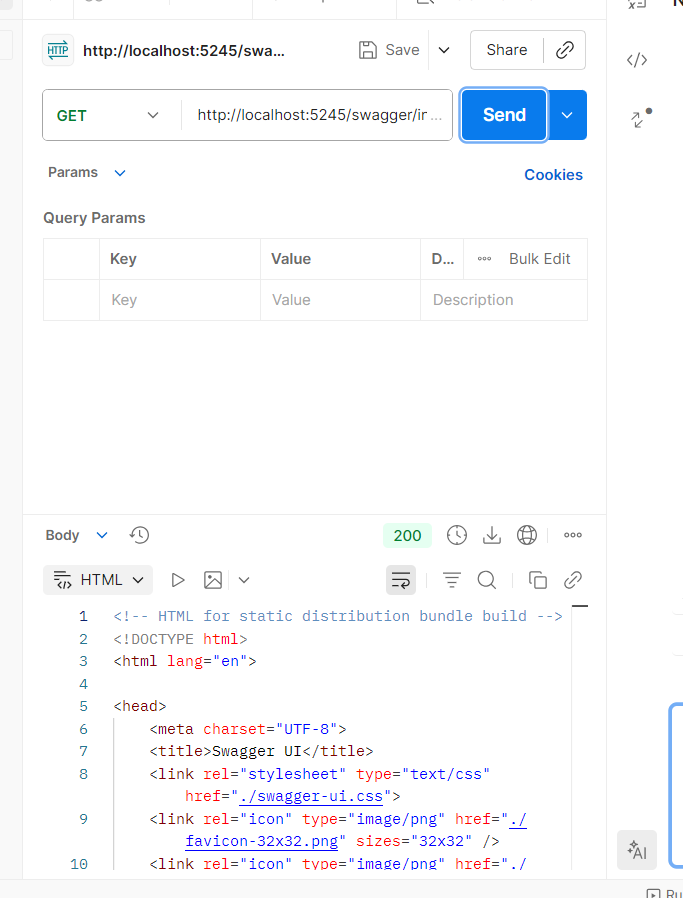 HTTP http://localhost:5245/swa... Save Share
GET http://localhost:5245/swagger/ir ... Send
Params Cookies
Query Params
Key Value D... Bulk Edit
Key Value Description
Body 200
HTML
1 <!-- HTML for static distribution bundle build -->
2 <!DOCTYPE html>
3 <html lang="en">
4
5 <head>
6 <meta charset="UTF-8">
7 <title>Swagger UI</title>
8 <link rel="stylesheet" type="text/css"
href="./swagger-ui.css">
9 <link rel="icon" type="image/png" href="./
favicon-32x32.png" sizes="32x32" />
10 <link rel="icon" type="image/png" href="./
AI
Ru